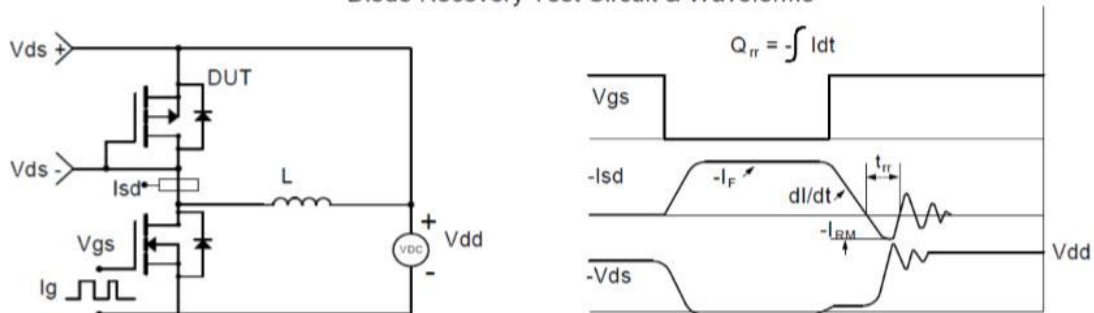 Diode Recovery Test Circuit & Waveforms
Vds +
DUT
Vds -
Isd
L
Vgs
Ig
VDC
+
-
Vdd
Qrr = -∫ Idt
Vgs
-Isd
-IF
dI/dt
trr
-IRM
Vdd
-Vds